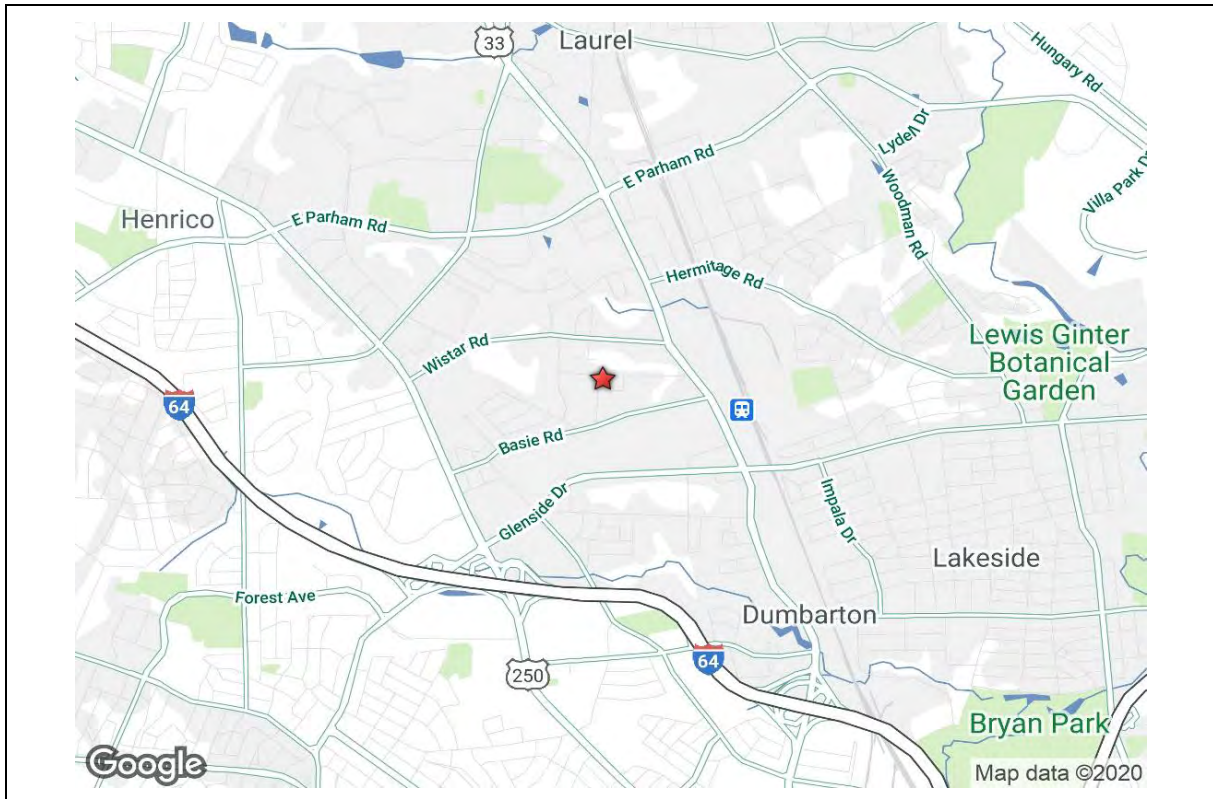 33
Laurel
Hungary Rd
Lyden Dr
E Parham Rd
Woodman Rd
Villa Park Dr
Henrico
E Parham Rd
Hermitage Rd
Lewis Ginter
Botanical
Garden
Wistar Rd
64
Basie Rd
Glenside Dr
Impala Dr
Lakeside
Forest Ave
Dumbarton
64
250
Bryan Park
Google
Map data ©2020